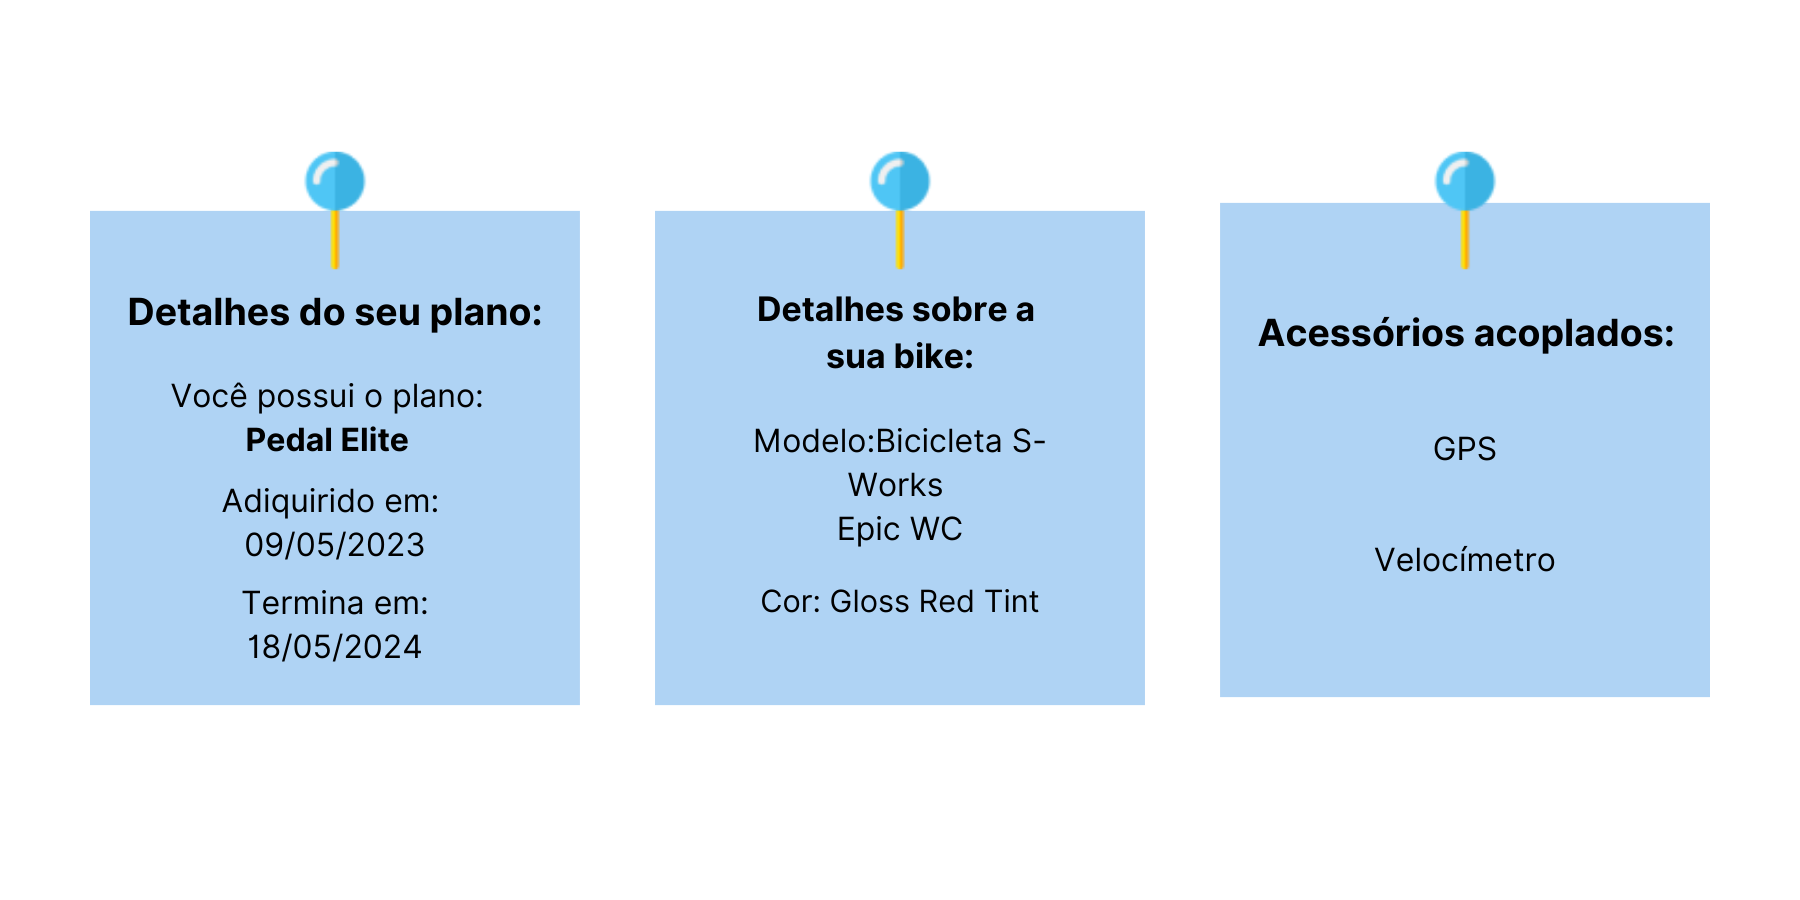 Detalhes do seu plano:
Você possui o plano:
Pedal Elite
Adiquirido em:
09/05/2023
Termina em:
18/05/2024
Detalhes sobre a
sua bike:
Modelo:Bicicleta S-
Works
Epic WC
Cor: Gloss Red Tint
Acessórios acoplados:
GPS
Velocímetro